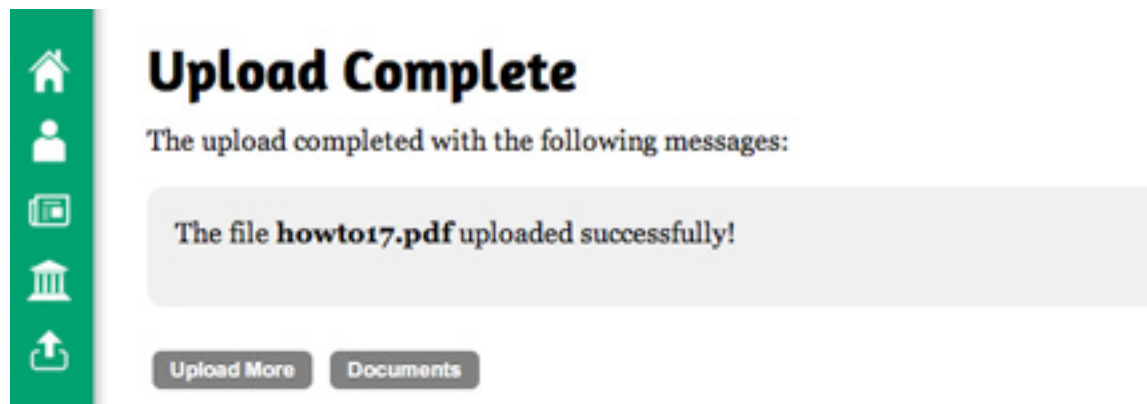 Upload Complete
The upload completed with the following messages:
The file howto17.pdf uploaded successfully!
Upload More
Documents